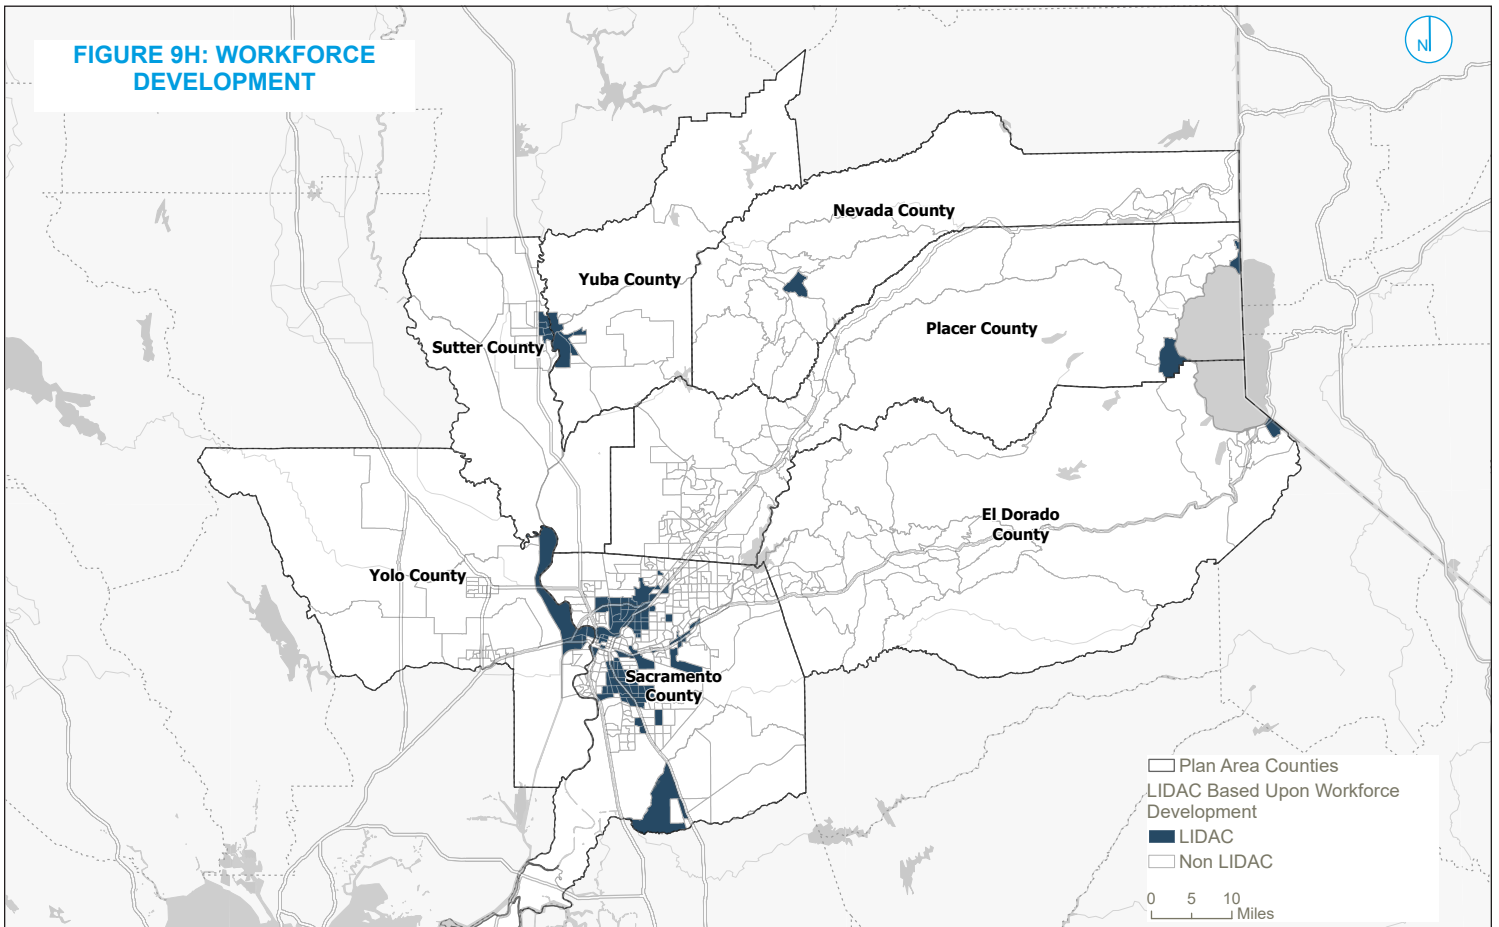 FIGURE 9H: WORKFORCE
DEVELOPMENT
N
Nevada County
Yuba County
Placer County
Sutter County
El Dorado
County
Yolo County
Sacramento
County
Plan Area Counties
LIDAC Based Upon Workforce
Development
LIDAC
Non LIDAC
0 5 10
Miles